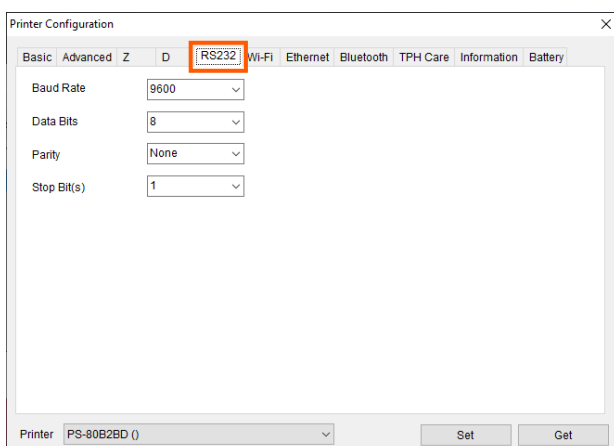 Printer Configuration
Basic Advanced Z D RS232 Wi-Fi Ethernet Bluetooth TPH Care Information Battery
Baud Rate 9600
Data Bits 8
Parity None
Stop Bit(s) 1
Printer PS-80B2BD () Set Get